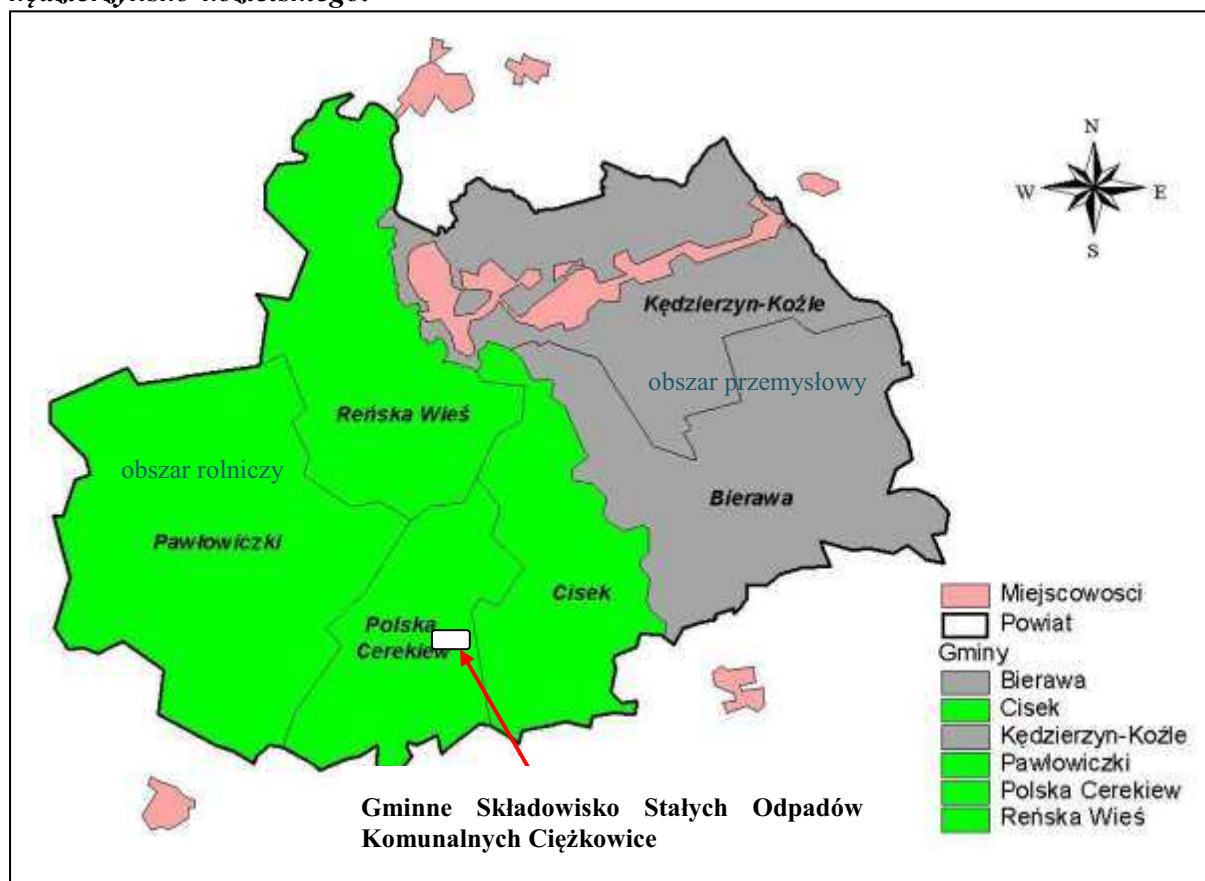 kędzierzyńsko-kozielskiego.
N
W E
S
Kędzierzyn-Koźle
obszar przemysłowy
Reńska Wieś
obszar rolniczy
Bierawa
Pawłowiczki
Cisek
Polska
Cerekiew
Miejscowosci
Powiat
Gminy
Bierawa
Cisek
Kędzierzyn-Koźle
Pawłowiczki
Polska Cerekiew
Reńska Wieś
Gminne Składowisko Stałych Odpadów
Komunalnych Ciężkowice